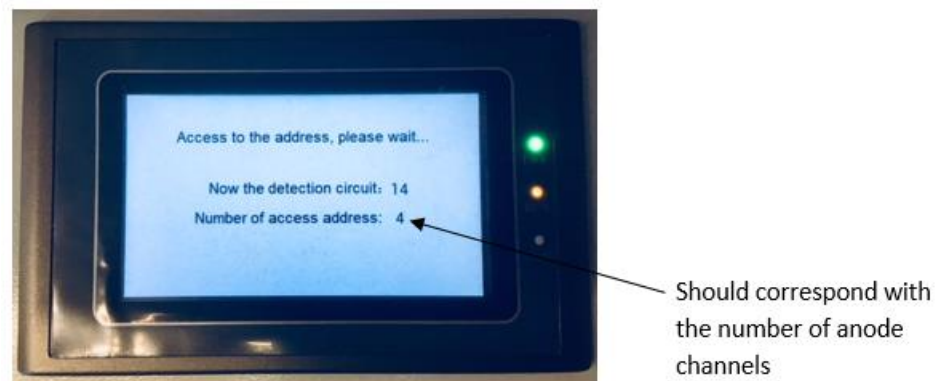 Access to the address, please wait...
Now the detection circuit: 14
Number of access address: 4
Should correspond with
the number of anode
channels